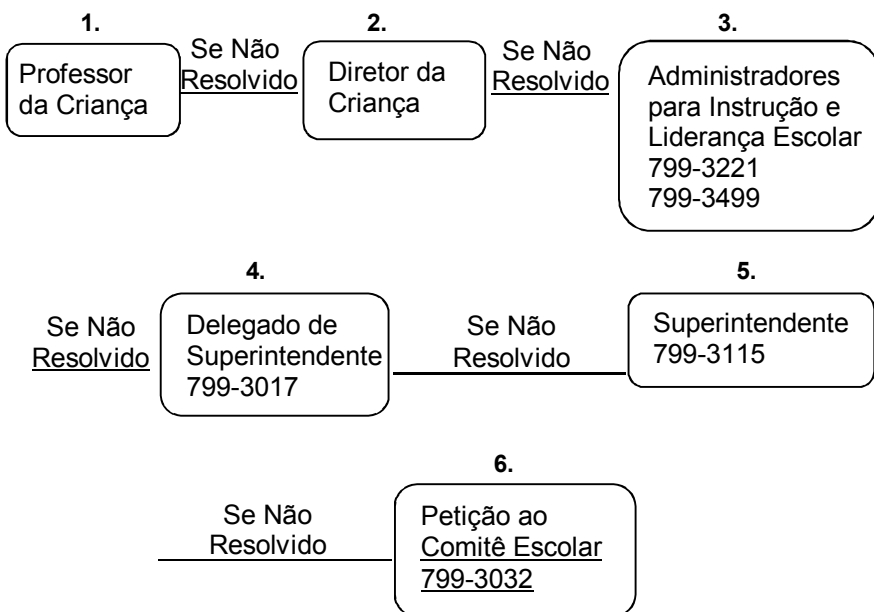 1.
Professor
da Criança
Se Não
Resolvido
2.
Diretor da
Criança
Se Não
Resolvido
3.
Administradores
para Instrução e
Liderança Escolar
799-3221
799-3499
Se Não
Resolvido
4.
Delegado de
Superintendente
799-3017
Se Não
Resolvido
5.
Superintendente
799-3115
Se Não
Resolvido
6.
Petição ao
Comitê Escolar
799-3032